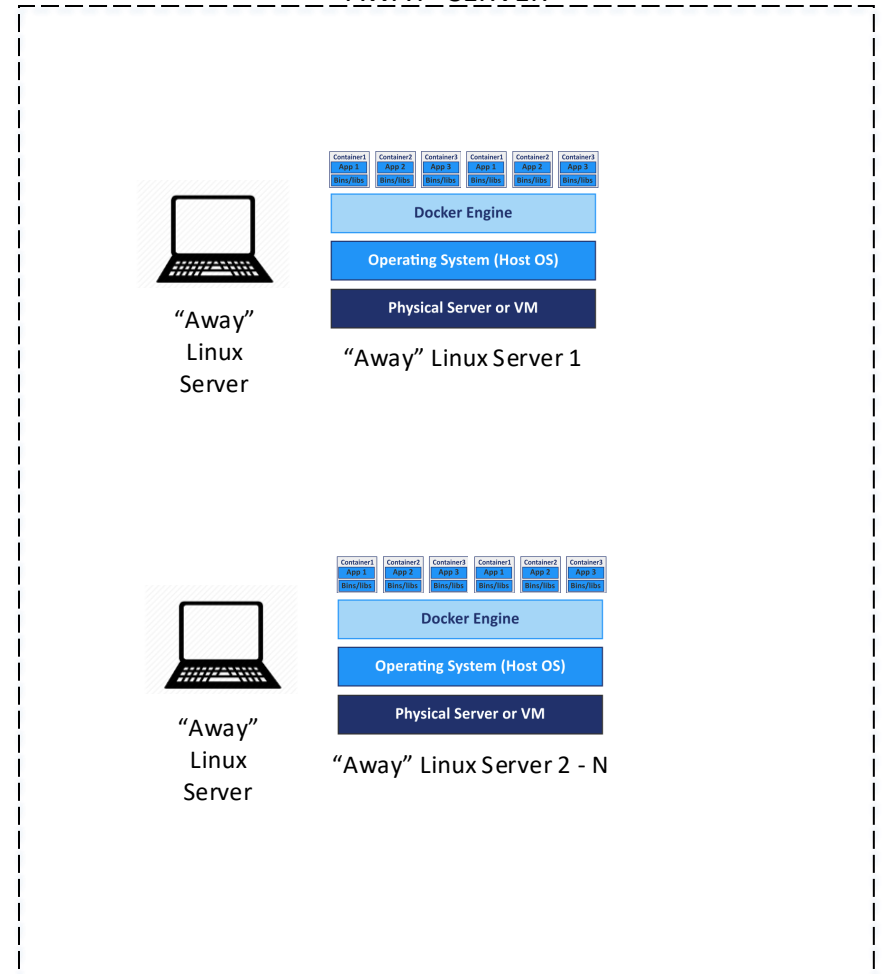 Container1 Container2 Container3 Container1 Container2 Container3
App 1 App 2 App 3 App 1 App 2 App 3
Bins/libs Bins/libs Bins/libs Bins/libs Bins/libs Bins/libs
Docker Engine
Operating System (Host OS)
Physical Server or VM
“Away”
Linux
Server
“Away” Linux Server 1
Container1 Container2 Container3 Container1 Container2 Container3
App 1 App 2 App 3 App 1 App 2 App 3
Bins/libs Bins/libs Bins/libs Bins/libs Bins/libs Bins/libs
Docker Engine
Operating System (Host OS)
Physical Server or VM
“Away”
Linux
Server
“Away” Linux Server 2 - N